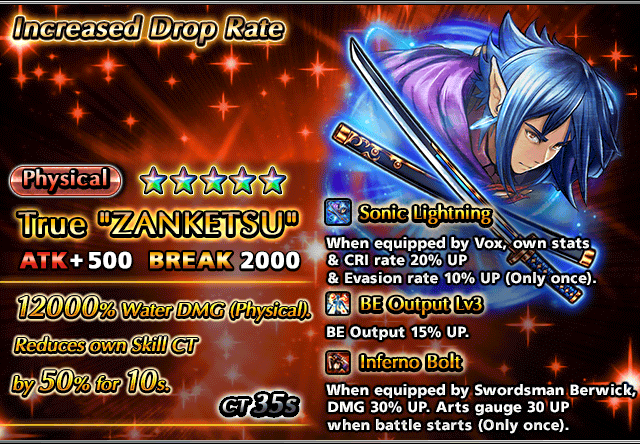 Increased Drop Rate
Physical
True "ZANKETSU"
ATK+500 BREAK 2000
12000% Water DMG (Physical).
Reduces own Skill CT
by 50% for 10s.
CT 35s
Sonic Lightning
When equipped by Vox, own stats
& CRI rate 20% UP
& Evasion rate 10% UP (Only once).
BE Output Lv3
BE Output 15% UP.
Inferno Bolt
When equipped by Swordsman Berwick,
DMG 30% UP. Arts gauge 30 UP
when battle starts (Only once).